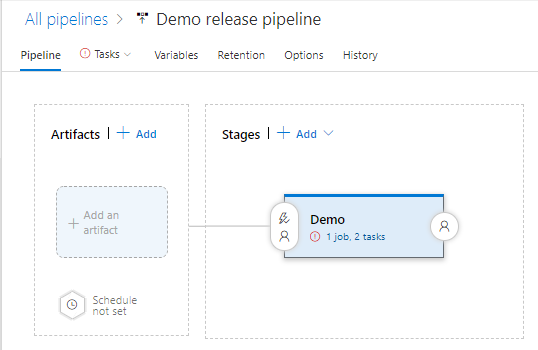 All pipelines > Demo release pipeline
Pipeline Tasks Variables Retention Options History
Artifacts | + Add
Stages | + Add
+ Add an
artifact
Demo
1 job, 2 tasks
Schedule
not set